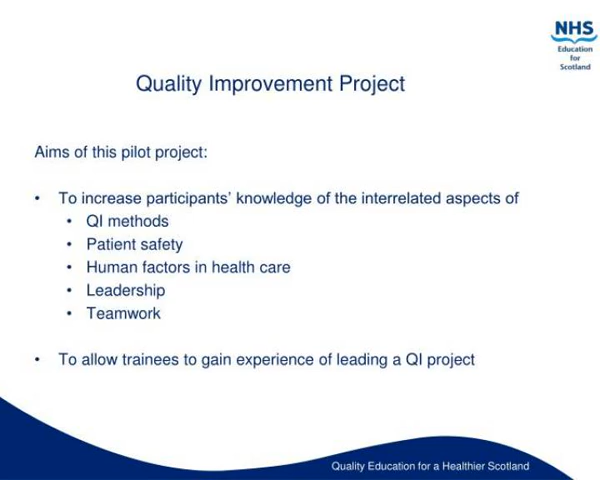 NHS
Education
for
Scotland
Quality Improvement Project
Aims of this pilot project:
• To increase participants’ knowledge of the interrelated aspects of
• QI methods
• Patient safety
• Human factors in health care
• Leadership
• Teamwork
• To allow trainees to gain experience of leading a QI project
Quality Education for a Healthier Scotland